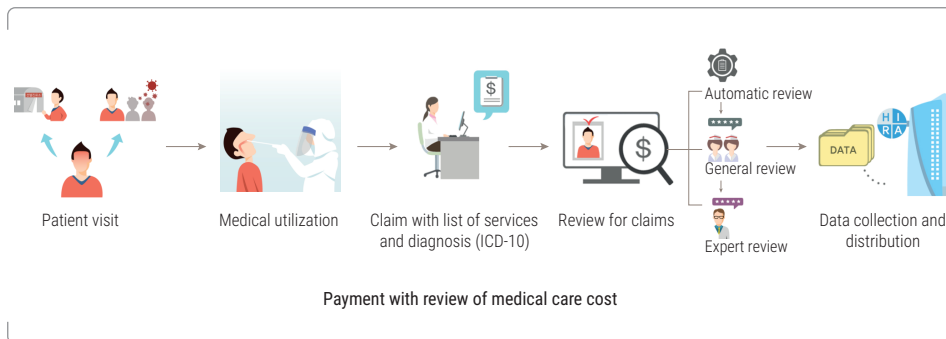 Patient visit
Medical utilization
Claim with list of services
and diagnosis (ICD-10)
$
Review for claims
$
Automatic review
General review
Expert review
DATA
H I
R A
Data collection and
distribution
Payment with review of medical care cost